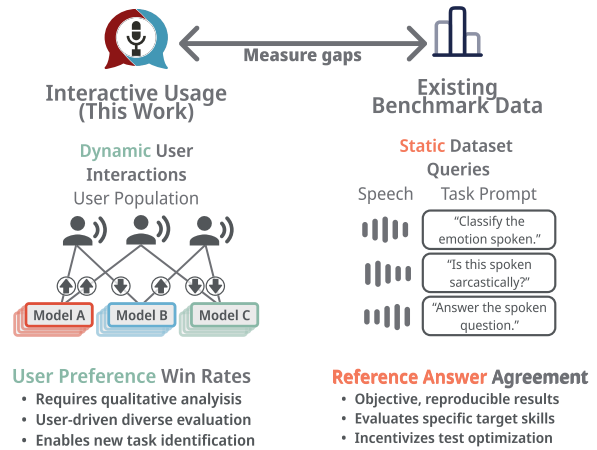 Measure gaps
Interactive Usage
(This Work)
Dynamic User
Interactions
User Population
Model A
Model B
Model C
User Preference Win Rates
• Requires qualitative analyisis
• User-driven diverse evaluation
• Enables new task identification
Existing
Benchmark Data
Static Dataset
Queries
Speech
Task Prompt
“Classify the
emotion spoken.”
“Is this spoken
sarcastically?”
“Answer the spoken
question.”
Reference Answer Agreement
• Objective, reproducible results
• Evaluates specific target skills
• Incentivizes test optimization